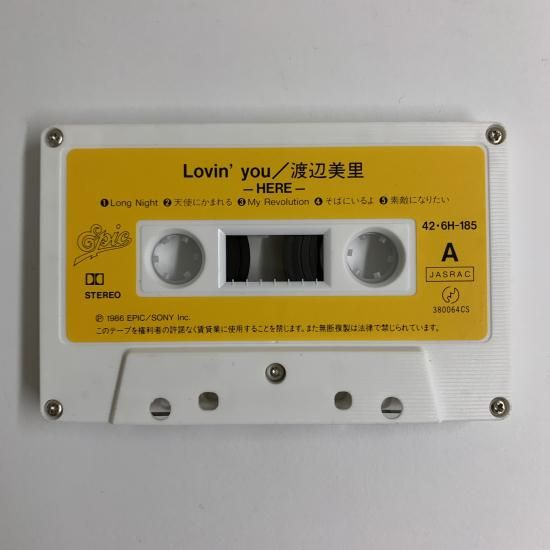 Lovin' you／渡辺美里
— HERE —
❶Long Night ❷天使にかまれる ❸My Revolution ❹そばにいるよ ❺素敵になりたい
42・6H-185
Epic
A
JASRAC
STEREO
380064CS
Ⓟ 1986 EPIC／SONY Inc.
このテープを権利者の許諾なく賃貸業に使用することを禁じます。また無断複製は法律で禁じられています。